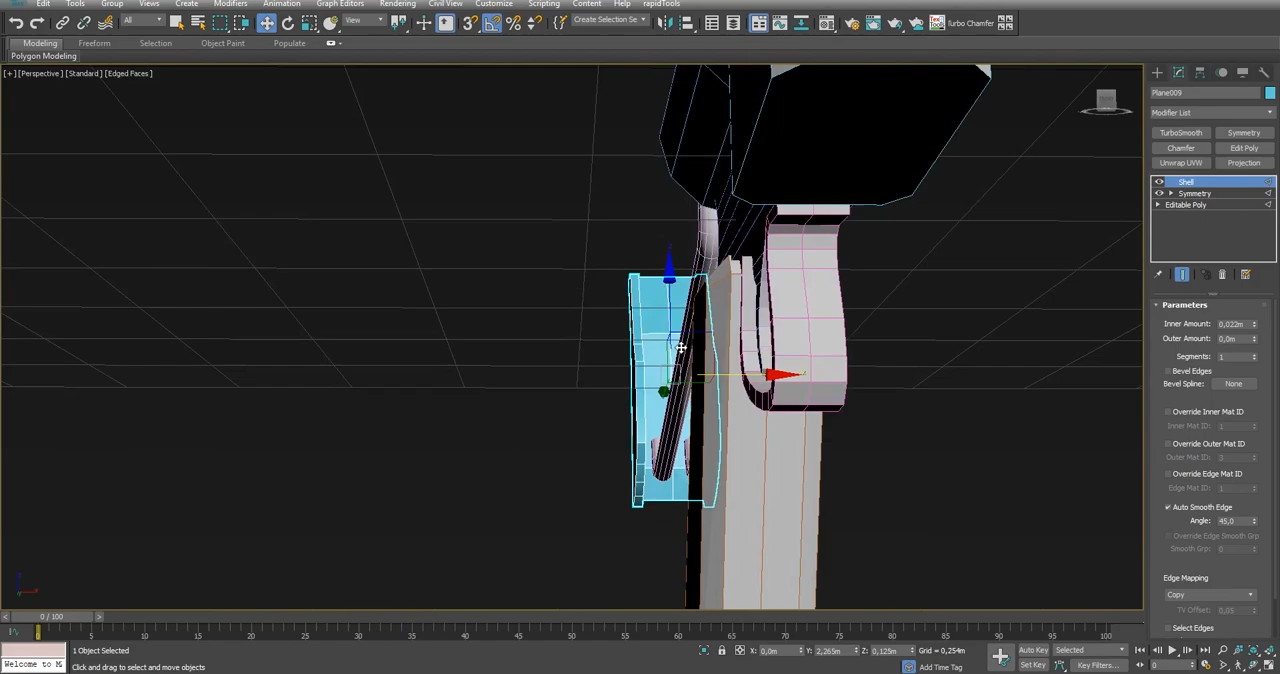 Edit Tools Group Views Create Modifiers Animation Graph Editors Rendering Civil View Customize Scripting Content Help rapidTools
All View Create Selection Se Turbo Chamfer
Modeling Freeform Selection Object Paint Populate
Polygon Modeling
[+] [Perspective] [Standard] [Edged Faces]
Plane009
Modifier List
TurboSmooth Symmetry
Chamfer Edit Poly
Unwrap UVW Projection
Shell
Symmetry
Editable Poly
Parameters
Inner Amount: 0,022m
Outer Amount: 0,0m
Segments: 1
Bevel Edges
Bevel Spline: None
Override Inner Mat ID
Inner Mat ID: 1
Override Outer Mat ID
Outer Mat ID: 3
Override Edge Mat ID
Edge Mat ID: 1
Auto Smooth Edge
Angle: 45,0
Override Edge Smooth Grp
Smooth Grp: 0
Edge Mapping
Copy
TV Offset: 0,05
Select Edges
0 / 100
0 5 10 15 20 25 30 35 40 45 50 55 60 65 70 75 80 85 90 95 100
1 Object Selected X: 0,0m Y: 2,265m Z: 0,125m Grid = 0,254m Auto Key Selected
Welcome to M Click and drag to select and move objects Add Time Tag Set Key Key Filters... 0